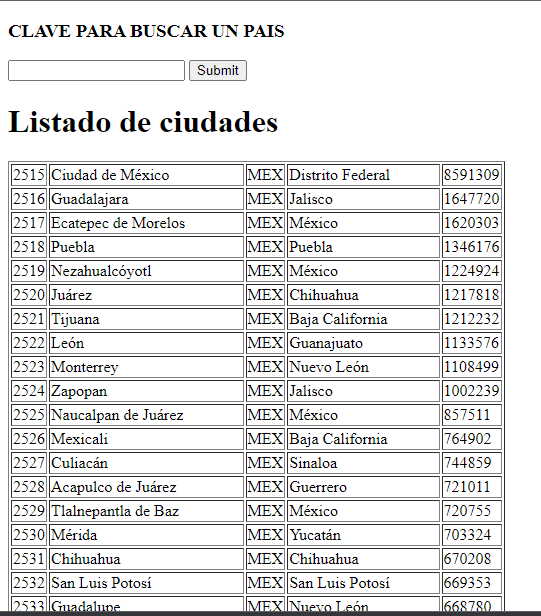 CLAVE PARA BUSCAR UN PAIS
Submit
Listado de ciudades
2515 Ciudad de México MEX Distrito Federal 8591309
2516 Guadalajara MEX Jalisco 1647720
2517 Ecatepec de Morelos MEX México 1620303
2518 Puebla MEX Puebla 1346176
2519 Nezahualcóyotl MEX México 1224924
2520 Juárez MEX Chihuahua 1217818
2521 Tijuana MEX Baja California 1212232
2522 León MEX Guanajuato 1133576
2523 Monterrey MEX Nuevo León 1108499
2524 Zapopan MEX Jalisco 1002239
2525 Naucalpan de Juárez MEX México 857511
2526 Mexicali MEX Baja California 764902
2527 Culiacán MEX Sinaloa 744859
2528 Acapulco de Juárez MEX Guerrero 721011
2529 Tlalnepantla de Baz MEX México 720755
2530 Mérida MEX Yucatán 703324
2531 Chihuahua MEX Chihuahua 670208
2532 San Luis Potosí MEX San Luis Potosí 669353
2533 Guadalupe MEX Nuevo León 668780